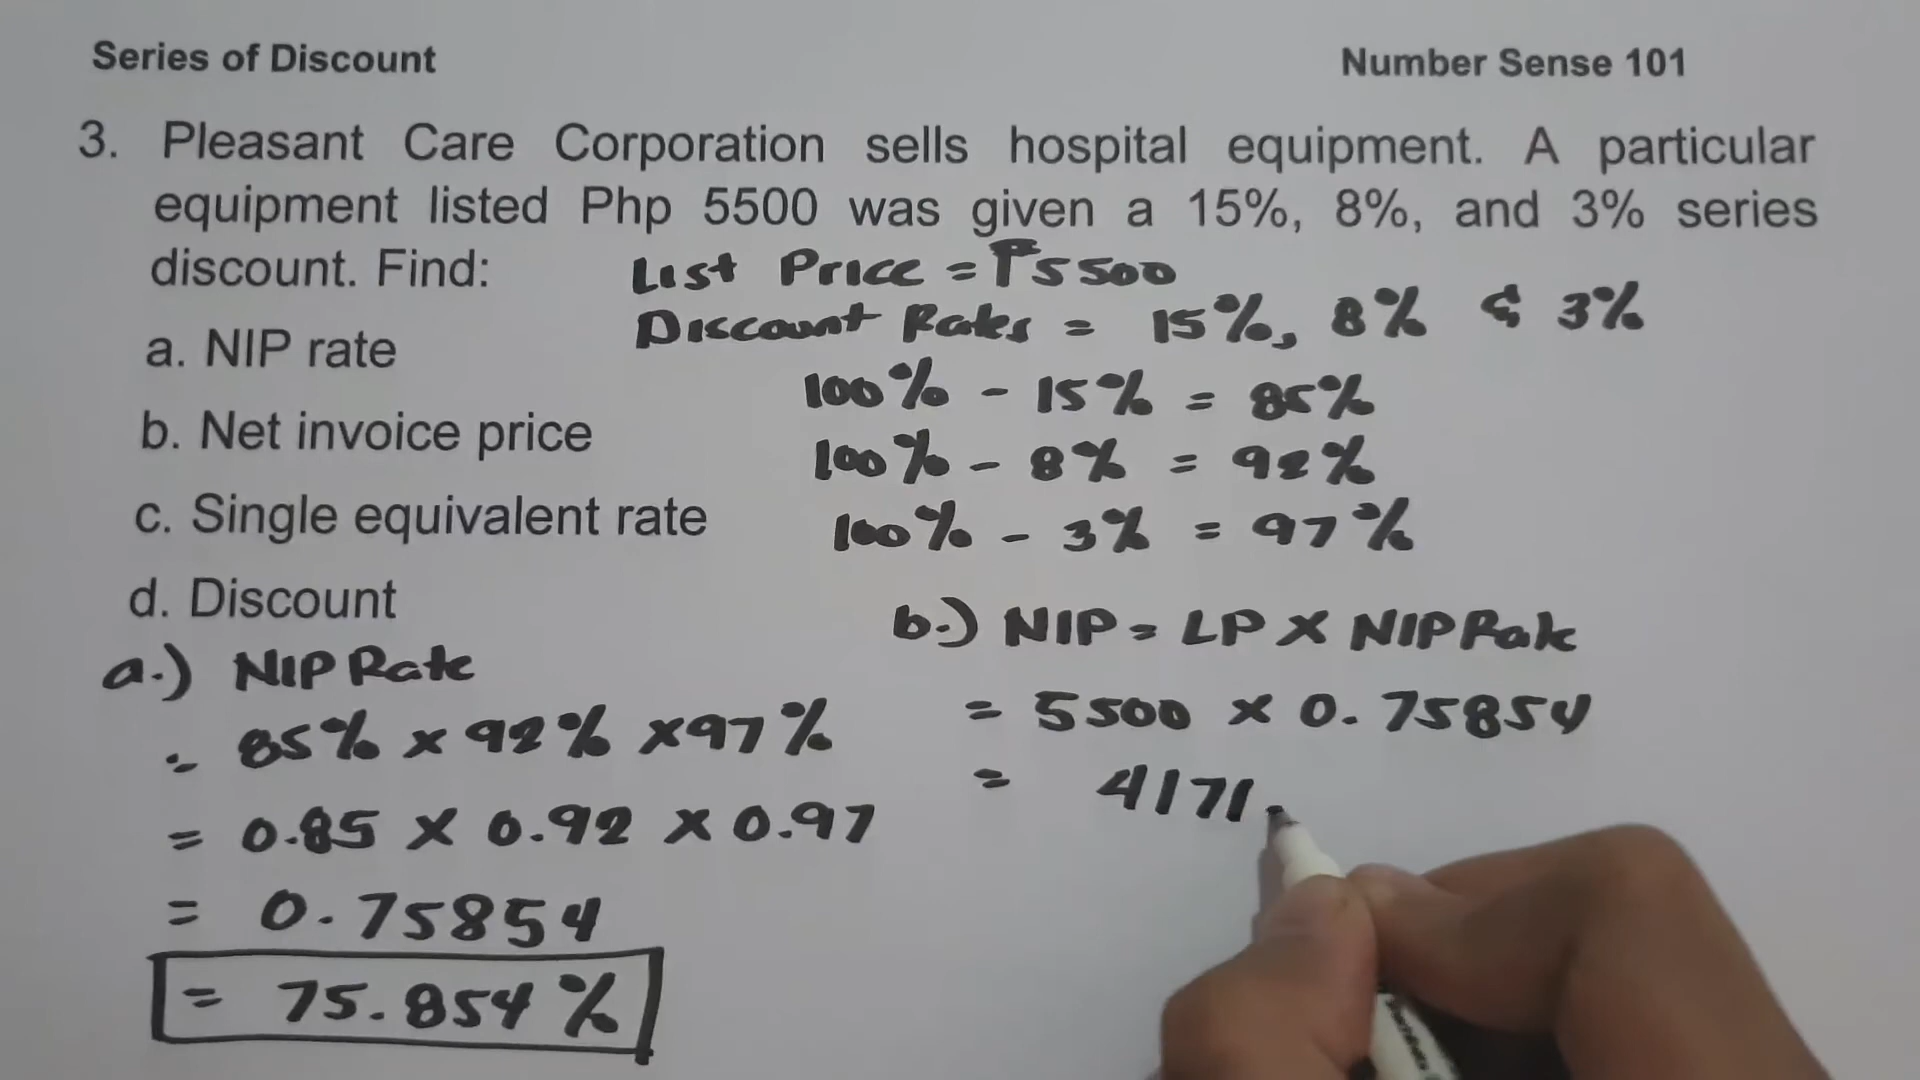 Series of Discount
Number Sense 101
3. Pleasant Care Corporation sells hospital equipment. A particular
equipment listed Php 5500 was given a 15%, 8%, and 3% series
discount. Find:
List Price = ₱5500
Discount Rates = 15%, 8% & 3%
a. NIP rate
100% - 15% = 85%
b. Net invoice price
100% - 8% = 92%
c. Single equivalent rate
100% - 3% = 97%
d. Discount
a.) NIP Rate
= 85% x 92% x 97%
= 0.85 x 0.92 x 0.97
= 0.75854
= 75.854%
b.) NIP = LP x NIP Rate
= 5500 x 0.75854
= 4171.